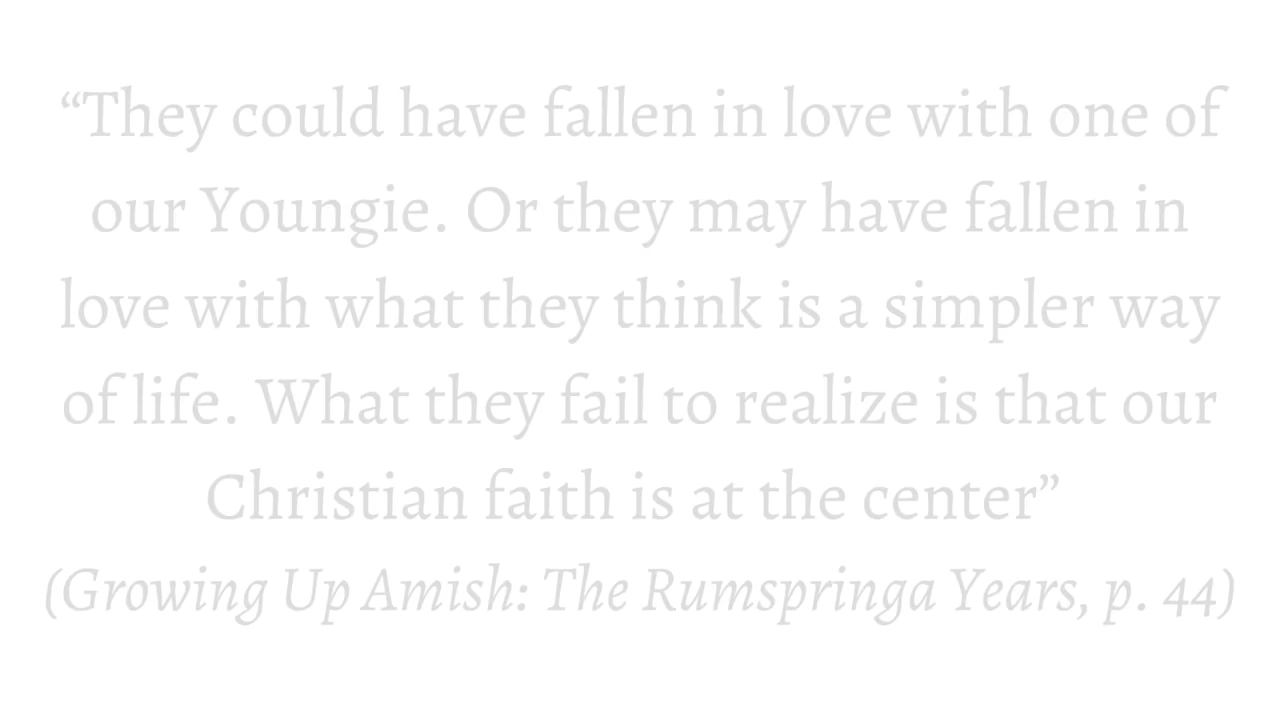 “They could have fallen in love with one of
our Youngie. Or they may have fallen in
love with what they think is a simpler way
of life. What they fail to realize is that our
Christian faith is at the center”
(Growing Up Amish: The Rumspringa Years, p. 44)